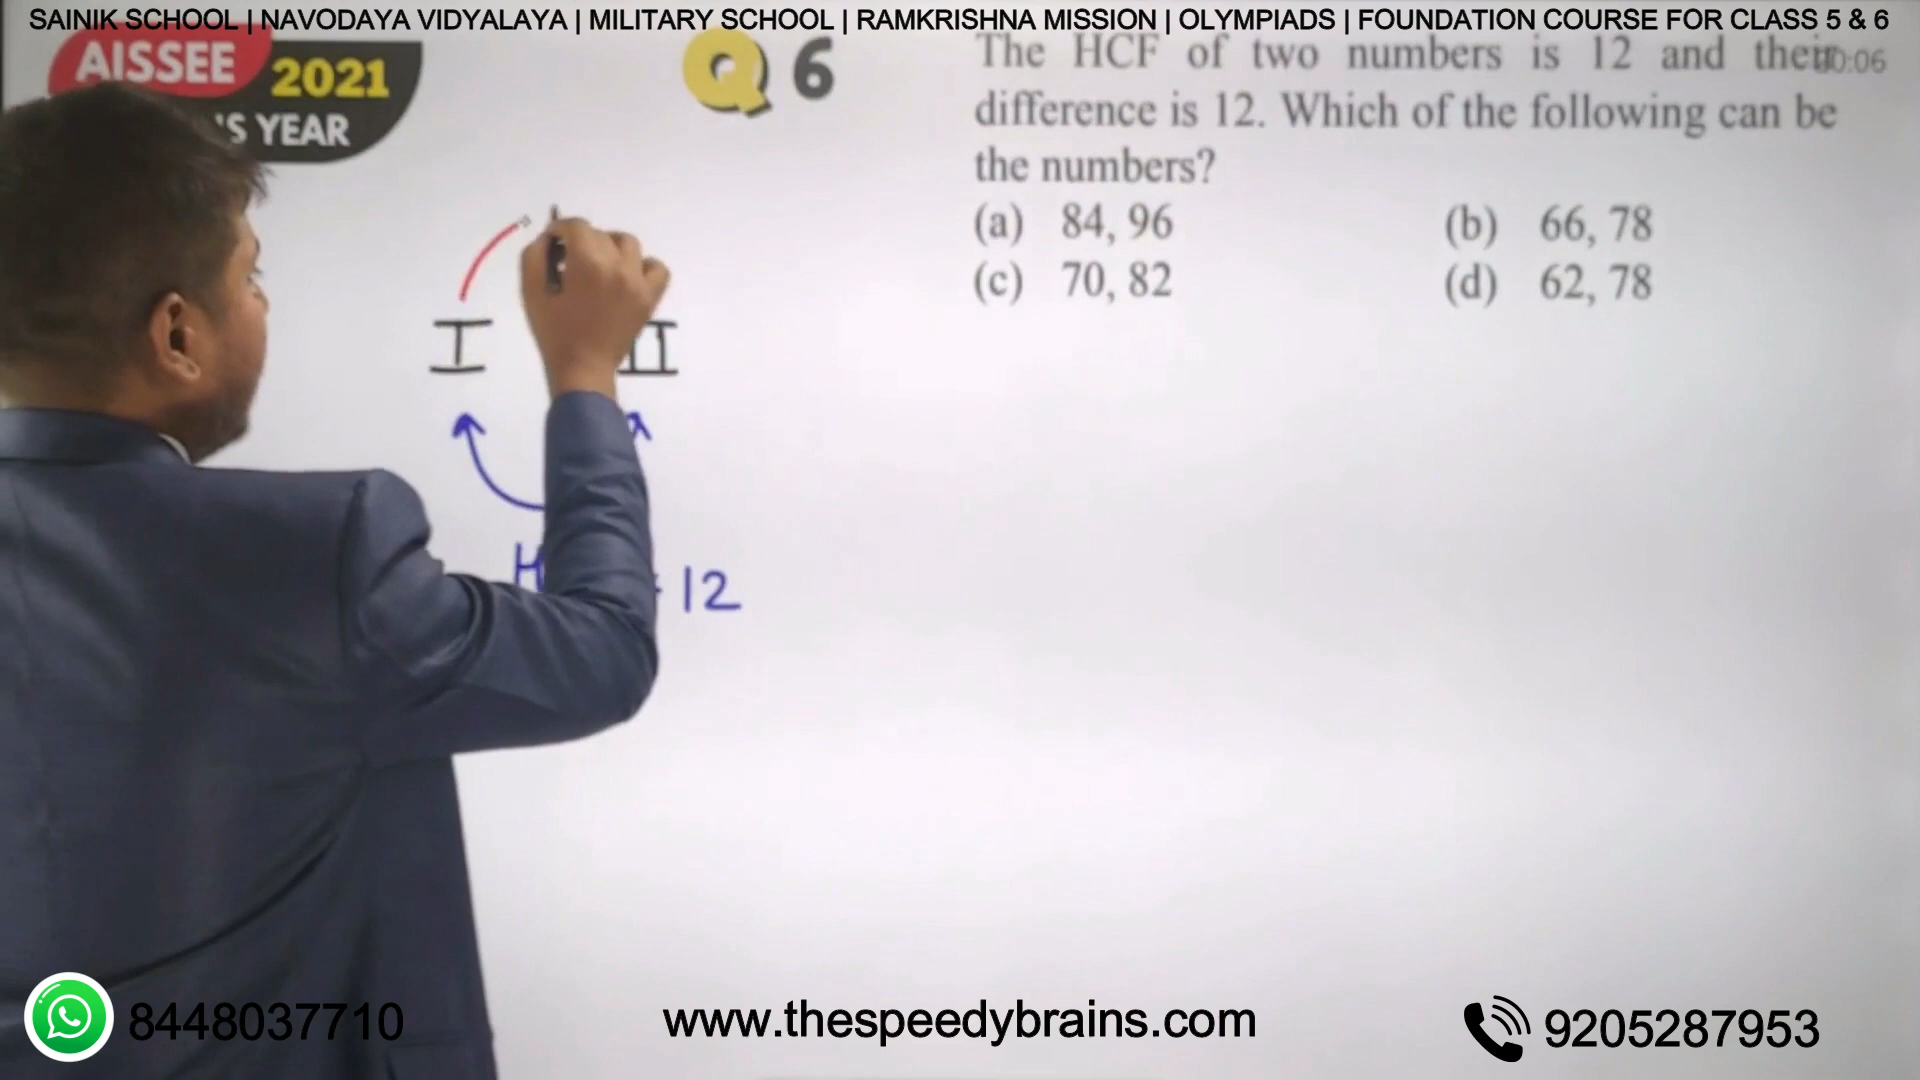 SAINIK SCHOOL | NAVODAYA VIDYALAYA | MILITARY SCHOOL | RAMKRISHNA MISSION | OLYMPIADS | FOUNDATION COURSE FOR CLASS 5 & 6
AISSEE 2021
'S YEAR
Q 6
The HCF of two numbers is 12 and their
difference is 12. Which of the following can be
the numbers?
(a) 84, 96 (b) 66, 78
(c) 70, 82 (d) 62, 78
I II
H 12
8448037710 www.thespeedybrains.com 9205287953